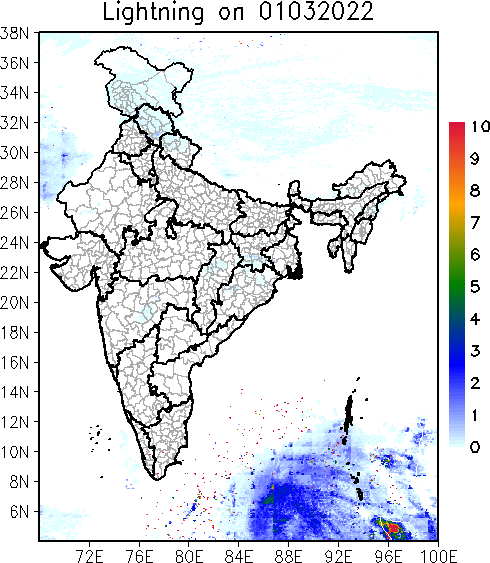 Lightning on 01032022
38N
36N
34N
32N
30N
28N
26N
24N
22N
20N
18N
16N
14N
12N
10N
8N
6N
72E 76E 80E 84E 88E 92E 96E 100E
10
9
8
7
6
5
4
3
2
1
0